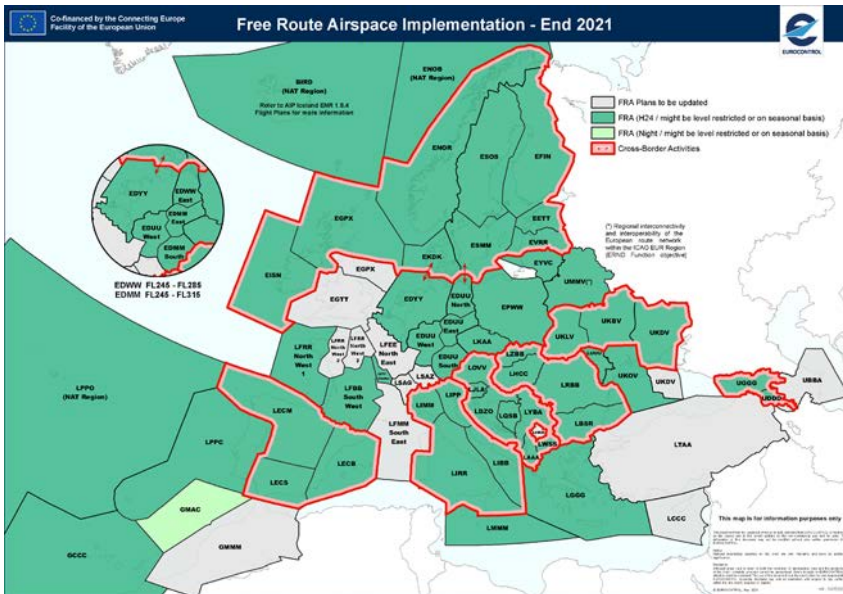 Co-financed by the Connecting Europe
Facility of the European Union
Free Route Airspace Implementation - End 2021
EUROCONTROL
FRA Plans to be updated
FRA (H24 / might be level restricted or on seasonal basis)
FRA (Night / might be level restricted or on seasonal basis)
Cross-Border Activities
BIRD
(NAT Region)
Refer to AIP Iceland ENR 1.8.4
Flight Plans for more information
ENOB
(NAT Region)
ENOR
ESOS
EFIN
EGPX
EETT
EVRR
(*) Regional interconnectivity
and interoperability of the
European route network
within the ICAO EUR Region
(ERND Function objective)
EDYY
EDWW
East
EDMM
East
EDUU
West
EDMM
South
EDWW FL245 - FL285
EDMM FL245 - FL315
EISN
EKDK
ESMM
EYVC
UMMV(*)
EGPX
EGTT
EDYY
EDUU
North
EPWW
UKBV
UKLV
UKDV
EDUU
West
EDUU
East
LKAA
LFRR
North
West
1
LFRR
North
West
2
LFEE
North
East
EDUU
South
LOVV
LZBB
LHCC
UKOV
UKDV
LSAG
LSAZ
LFBB
South
West
LFMM
South
East
LIMM
LIPP
LJLA
LDZO
LQSB
LYBA
LRBB
LBSR
UGGG
UDDD
UBBA
LPPO
(NAT Region)
LPPC
LECM
LECS
LECB
LIRR
LIBB
LWSS
LAAA
LGGG
LTAA
LCCC
LMMM
GMAC
GMMM
GCCC
This map is for information purposes only